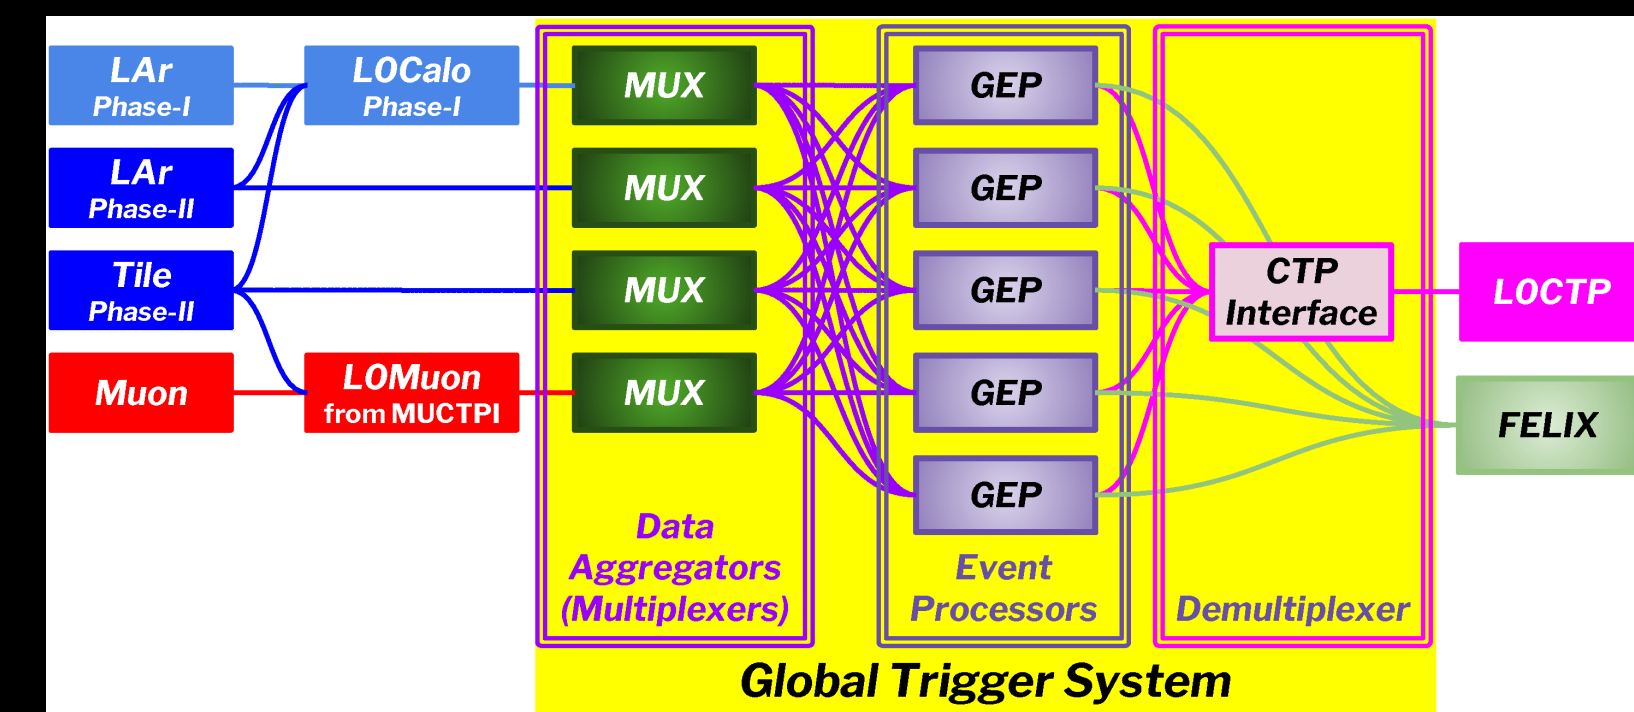 LAr
Phase-I
L0Calo
Phase-I
MUX
GEP
LAr
Phase-II
MUX
GEP
Tile
Phase-II
MUX
GEP
CTP
Interface
L0CTP
Muon
L0Muon
from MUCTPI
MUX
GEP
FELIX
GEP
Data
Aggregators
(Multiplexers)
Event
Processors
Demultiplexer
Global Trigger System